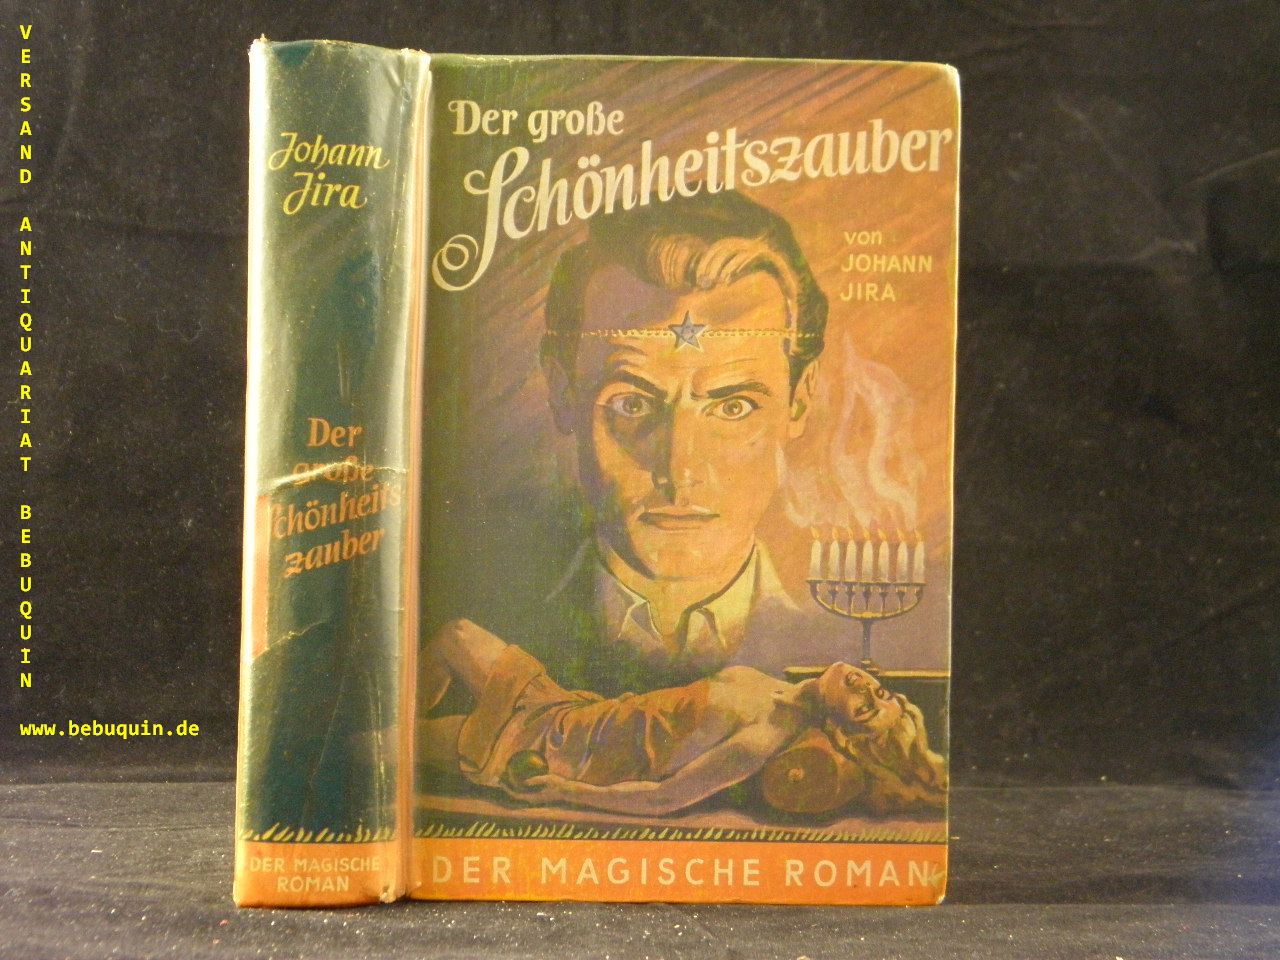 VERSAND ANTIQUARIAT BEBUQUIN
www.bebuquin.de
Johann
Jira
Der
große
Schönheits
zauber
DER MAGISCHE
ROMAN
Der große
Schönheitszauber
von
JOHANN
JIRA
DER MAGISCHE ROMAN